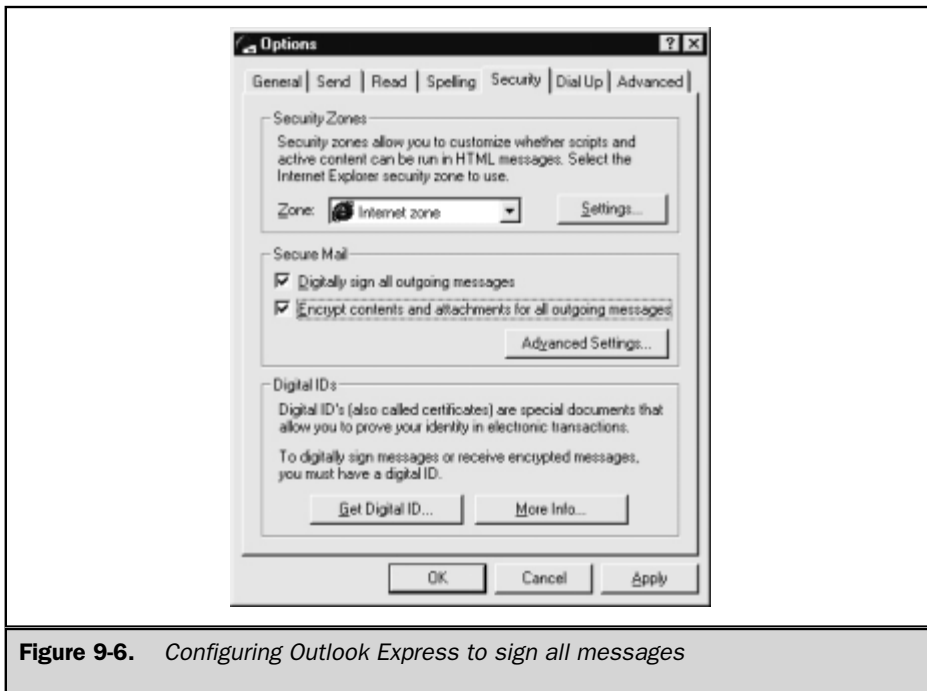 Options
General Send Read Spelling Security Dial Up Advanced
Security Zones
Security zones allow you to customize whether scripts and
active content can be run in HTML messages. Select the
Internet Explorer security zone to use.
Zone: Internet zone Settings...
Secure Mail
Digitally sign all outgoing messages
Encrypt contents and attachments for all outgoing messages
Advanced Settings...
Digital IDs
Digital ID's (also called certificates) are special documents that
allow you to prove your identity in electronic transactions.
To digitally sign messages or receive encrypted messages,
you must have a digital ID.
Get Digital ID... More Info...
OK Cancel Apply
Figure 9-6. Configuring Outlook Express to sign all messages